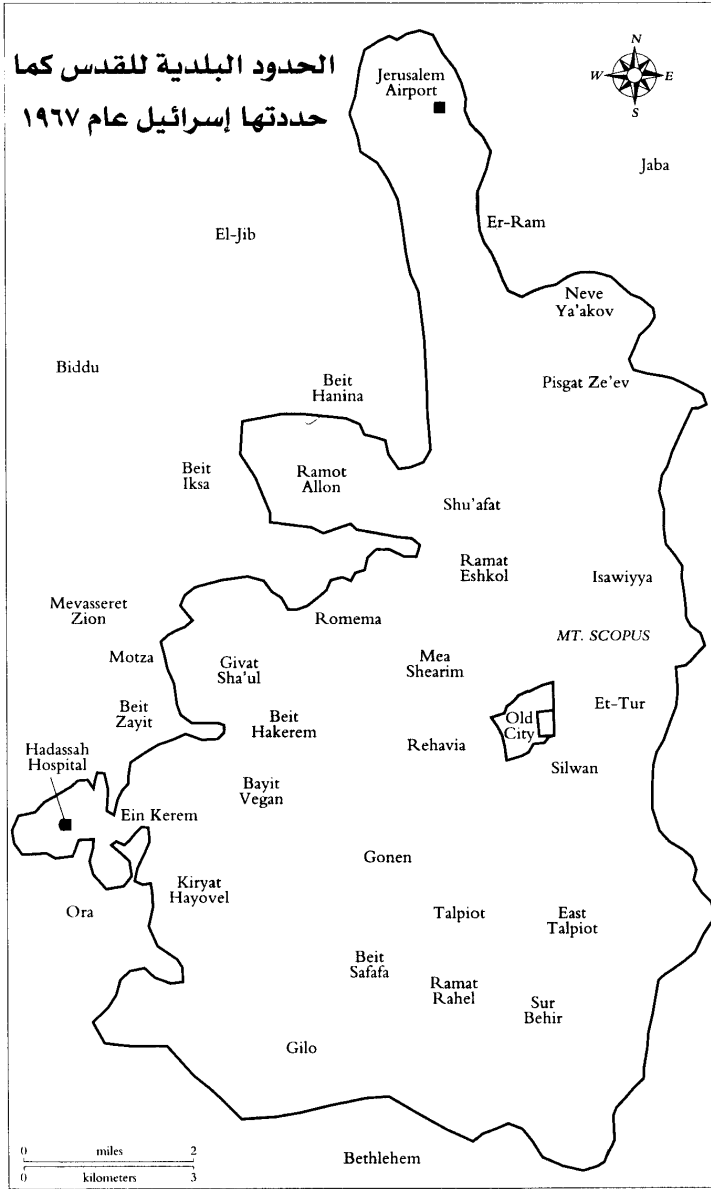 الحدود البلدية للقدس كما
حددتها إسرائيل عام ١٩٦٧
N
W
E
S
Jerusalem
Airport
Jaba
Er-Ram
El-Jib
Neve
Ya'akov
Biddu
Beit
Hanina
Pisgat Ze'ev
Beit
Iksa
Ramot
Allon
Shu'afat
Ramat
Eshkol
Isawiyya
Mevasseret
Zion
Romema
MT. SCOPUS
Motza
Givat
Sha'ul
Mea
Shearim
Beit
Zayit
Beit
Hakerem
Rehavia
Old
City
Et-Tur
Silwan
Hadassah
Hospital
Bayit
Vegan
Ein Kerem
Gonen
Kiryat
Hayovel
Ora
Talpiot
East
Talpiot
Beit
Safafa
Ramat
Rahel
Sur
Behir
Gilo
Bethlehem
0 miles 2
0 kilometers 3